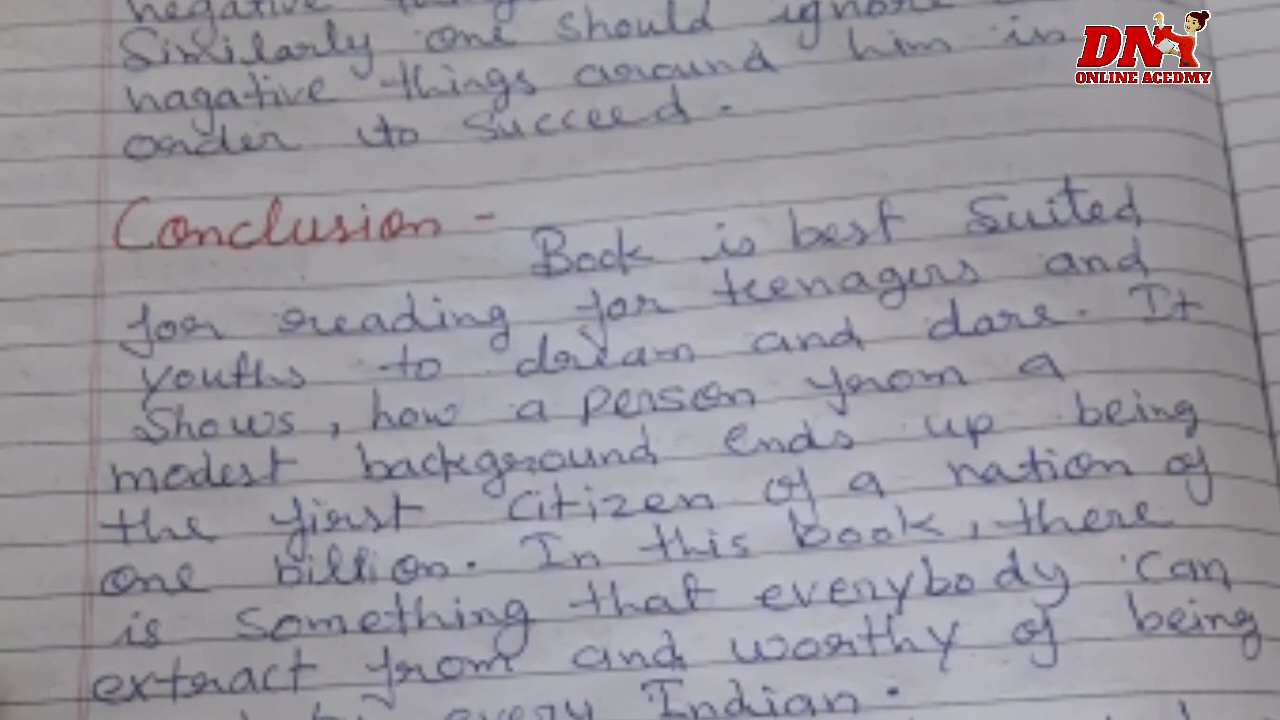 negative
Similarly one should ignore
nagative things around him in
order to succeed.
Conclusion - Book is best suited
for reading for teenagers and
youths to dream and dare. It
shows, how a person from a
modest background ends up being
the first citizen of a nation of
one billion. In this book, there
is something that everybody can
extract from and worthy of being
every Indian.
DN
ONLINE ACEDMY